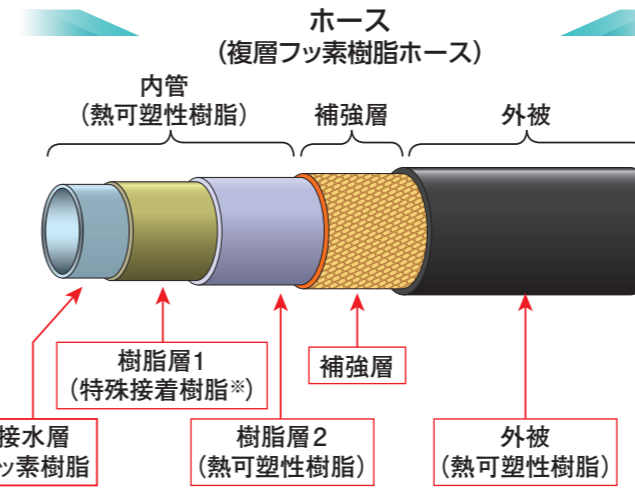 ホース
(複層フッ素樹脂ホース)
内管
(熱可塑性樹脂)
補強層
外被
樹脂層1
(特殊接着樹脂※)
補強層
接水層
ッ素樹脂
樹脂層2
(熱可塑性樹脂)
外被
(熱可塑性樹脂)